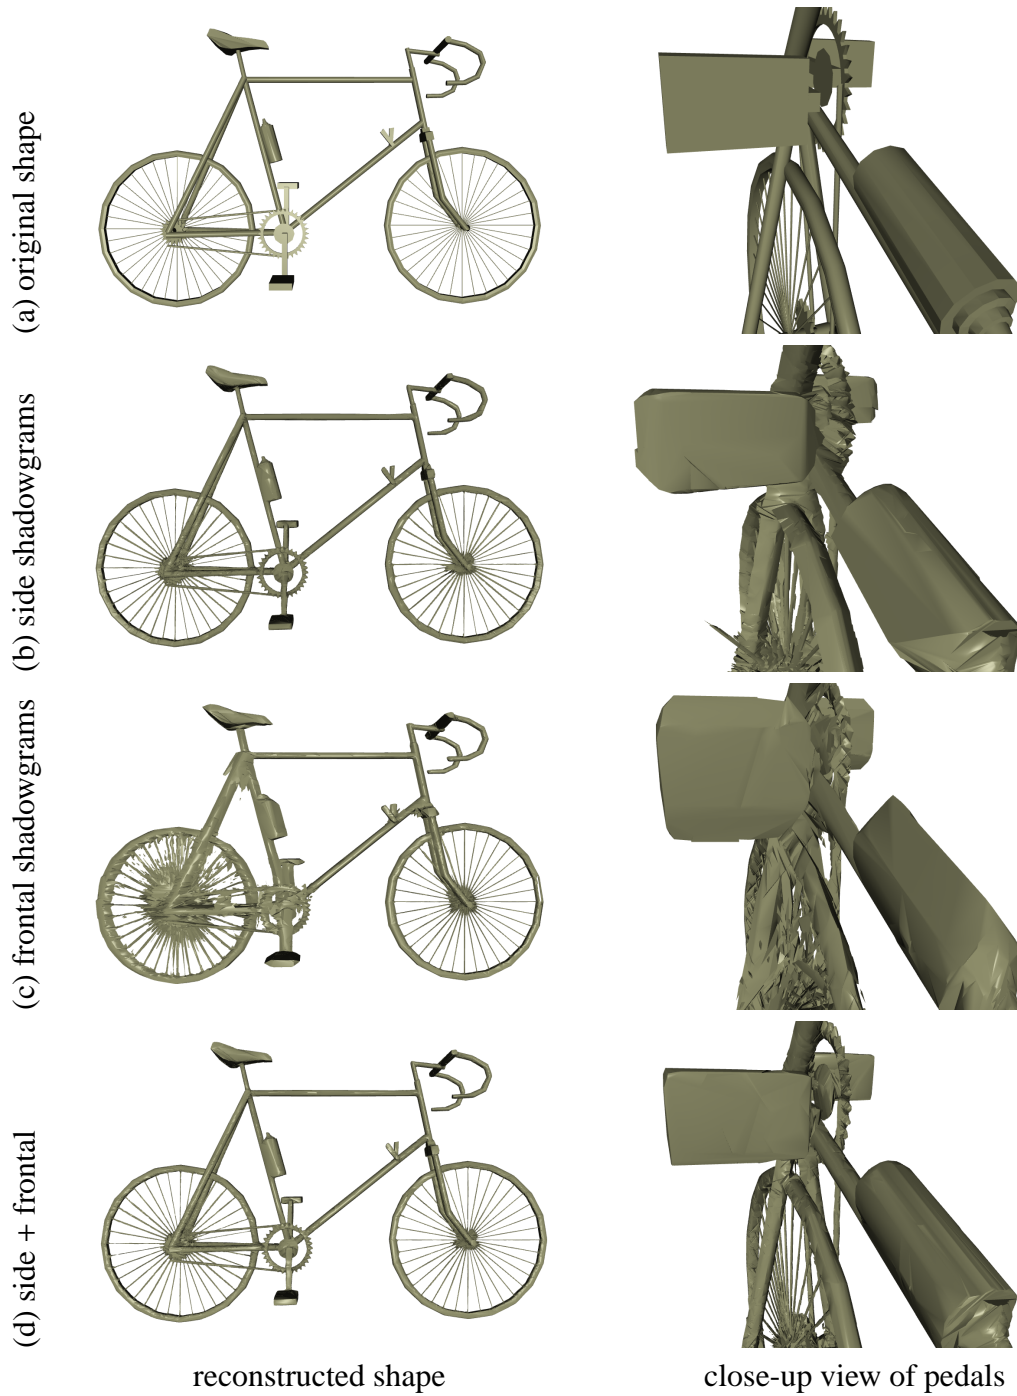 (a) original shape
(b) side shadowgrams
(c) frontal shadowgrams
(d) side + frontal
reconstructed shape
close-up view of pedals